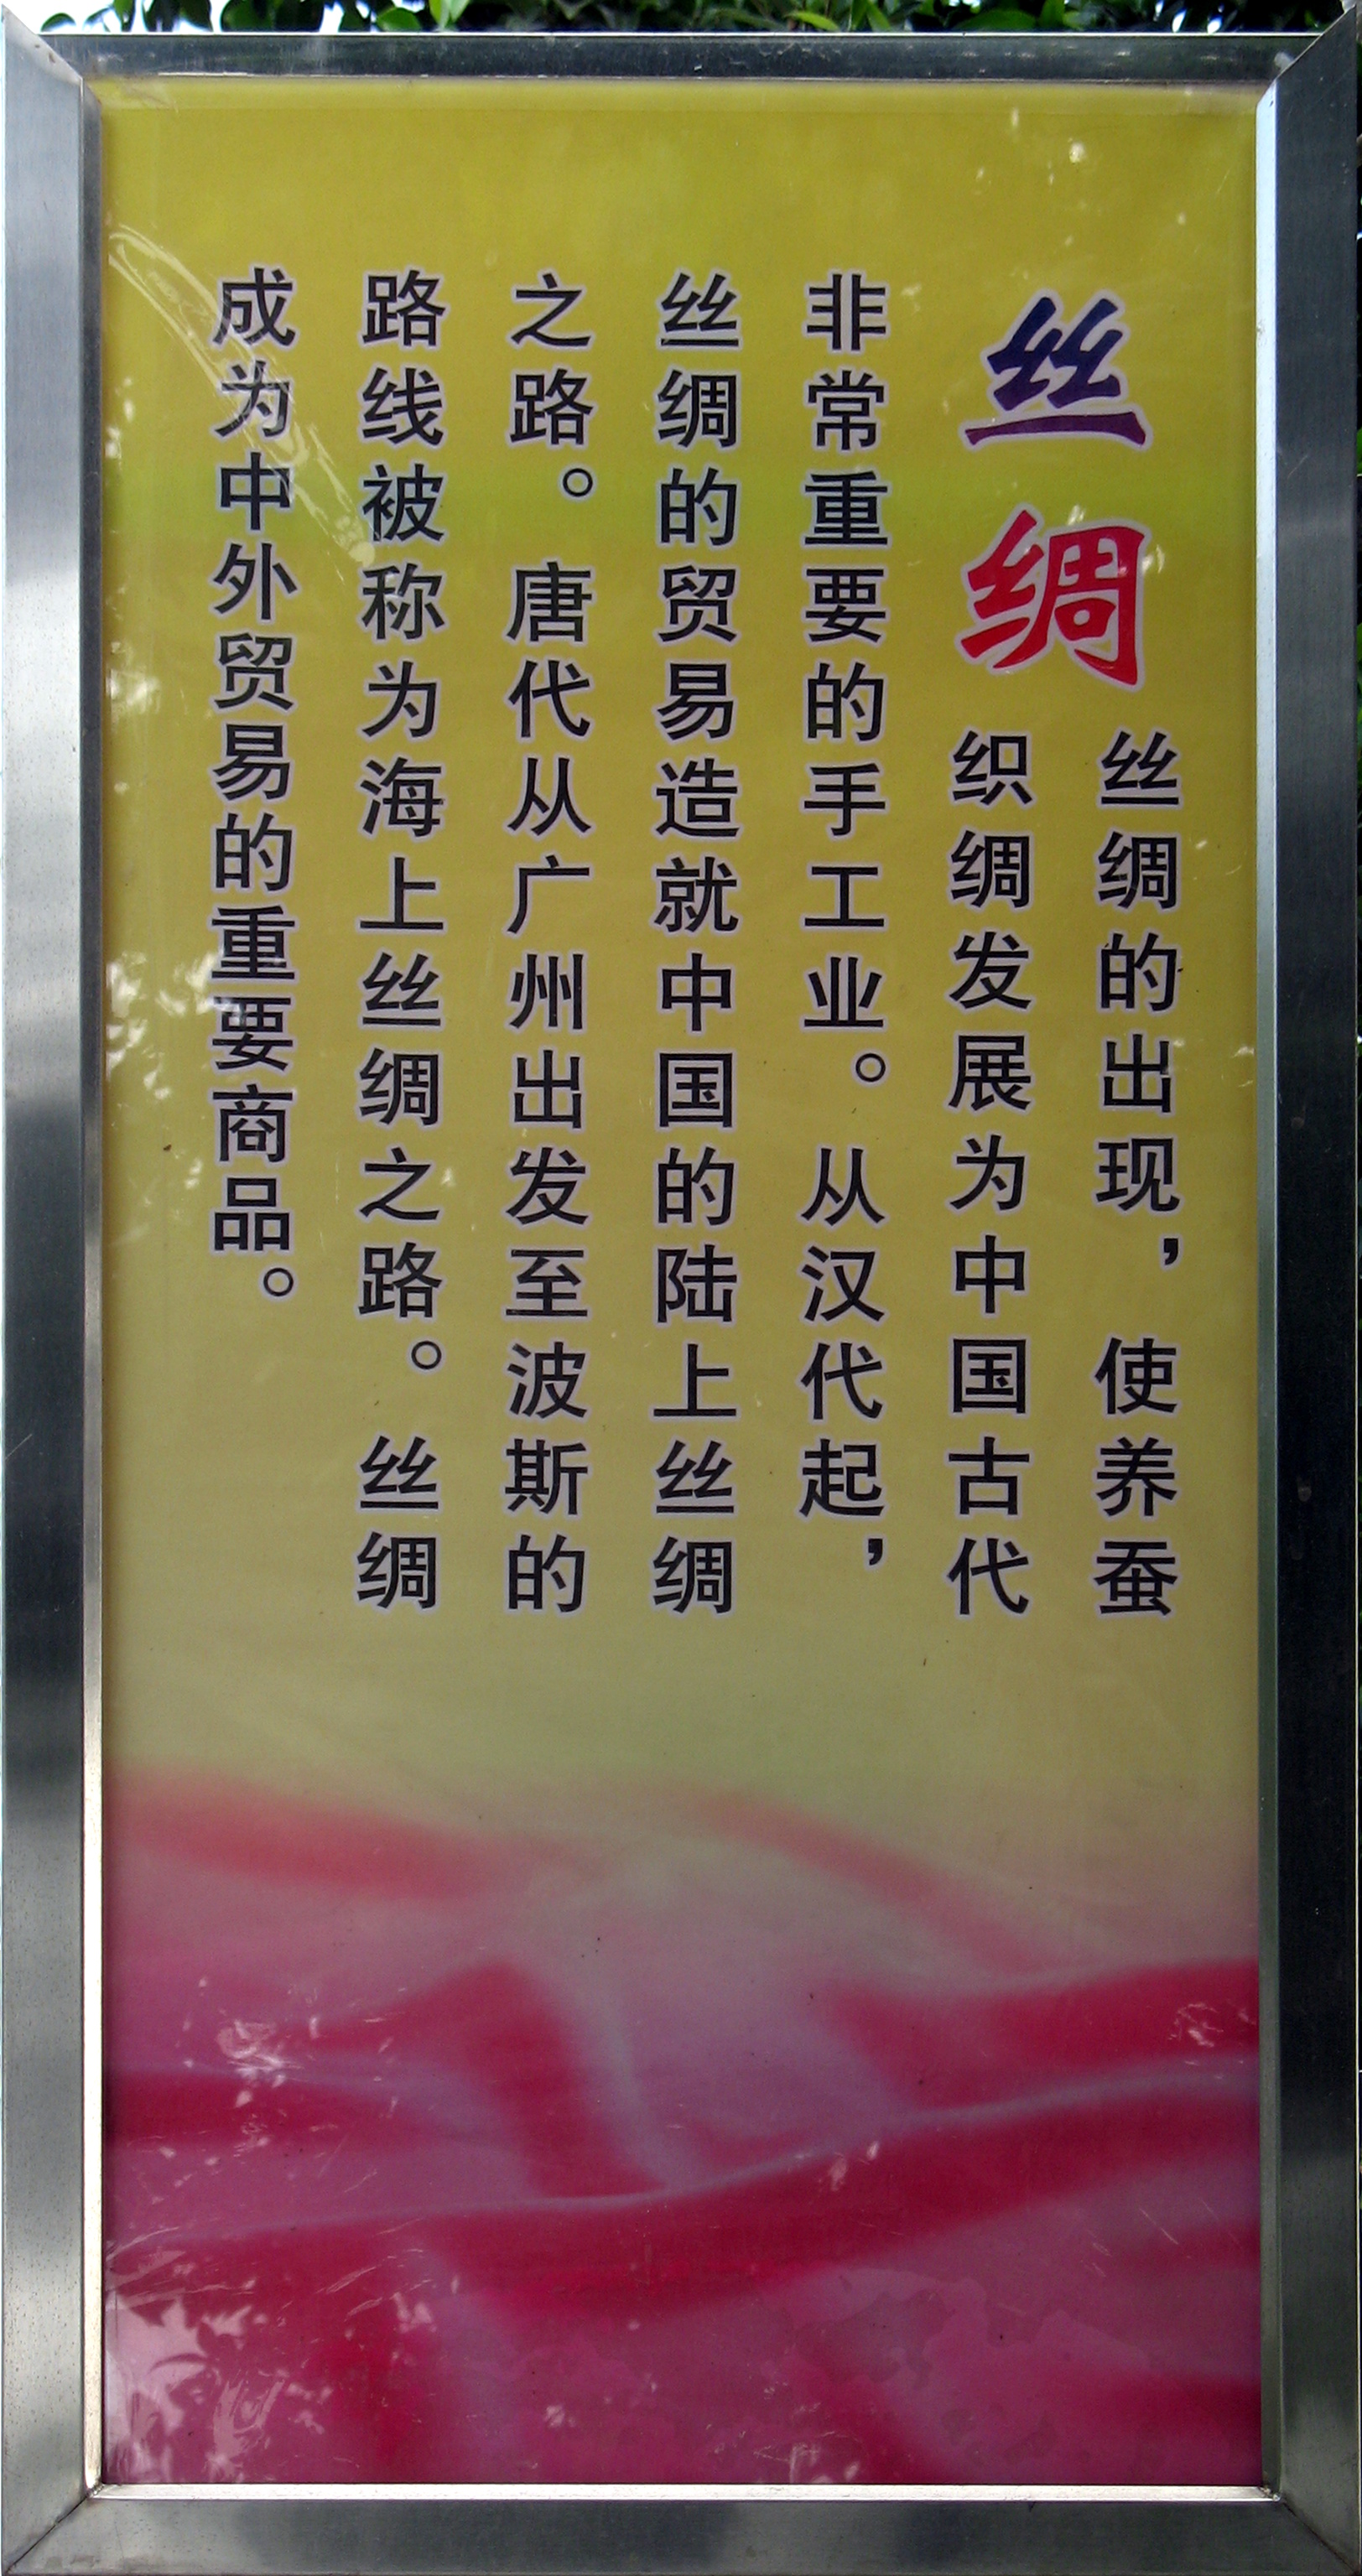 丝绸
丝绸的出现，使养蚕
织绸发展为中国古代
非常重要的手工业。从汉代起，
丝绸的贸易造就中国的陆上丝绸
之路。唐代从广州出发至波斯的
路线被称为海上丝绸之路。丝绸
成为中外贸易的重要商品。